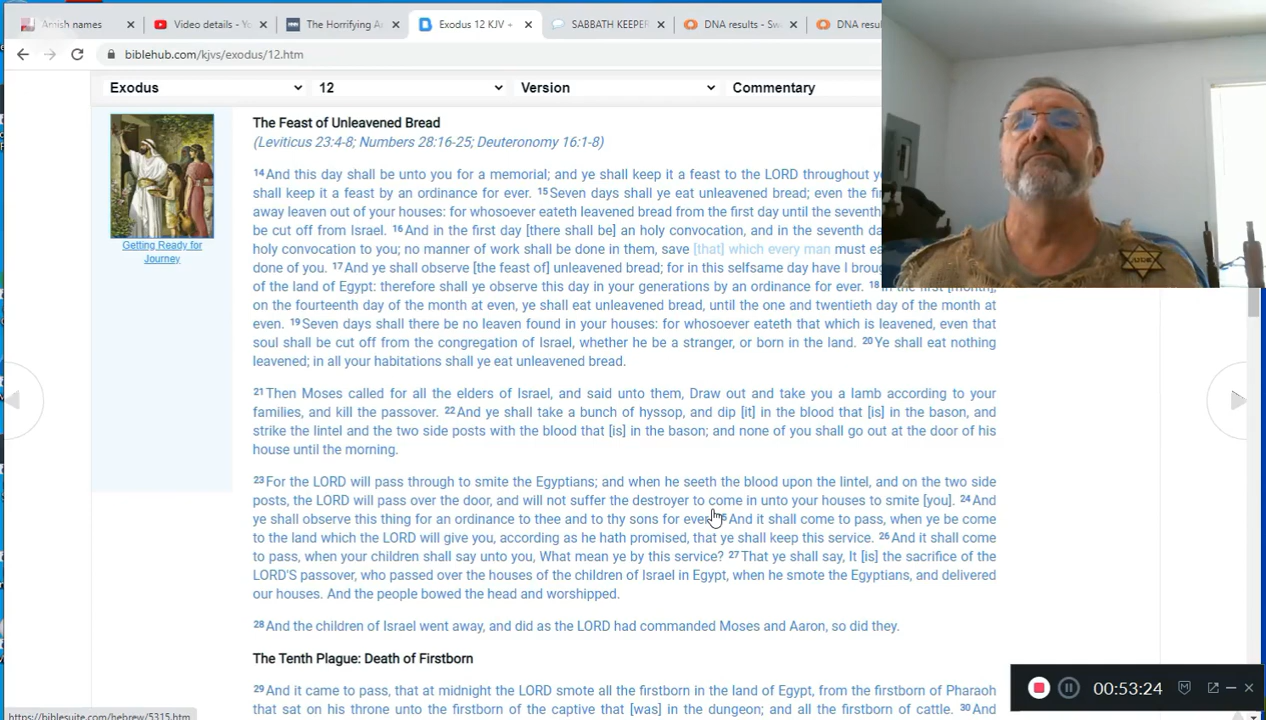 Amish names
Video details - Yo
The Horrifying A
Exodus 12 KJV +
SABBATH KEEPER
DNA results - Sw
DNA resul
biblehub.com/kjvs/exodus/12.htm
Exodus
12
Version
Commentary
The Feast of Unleavened Bread
(Leviticus 23:4-8; Numbers 28:16-25; Deuteronomy 16:1-8)
14And this day shall be unto you for a memorial; and ye shall keep it a feast to the LORD throughout
shall keep it a feast by an ordinance for ever. 15Seven days shall ye eat unleavened bread; even the
away leaven out of your houses: for whosoever eateth leavened bread from the first day until the seventh
be cut off from Israel. 16And in the first day [there shall be] an holy convocation, and in the seventh
holy convocation to you; no manner of work shall be done in them, save [that] which every man must
done of you. 17And ye shall observe [the feast of] unleavened bread; for in this selfsame day have I
of the land of Egypt: therefore shall ye observe this day in your generations by an ordinance for ever. 18In the first [month],
on the fourteenth day of the month at even, ye shall eat unleavened bread, until the one and twentieth day of the month at
even. 19Seven days shall there be no leaven found in your houses: for whosoever eateth that which is leavened, even that
soul shall be cut off from the congregation of Israel, whether he be a stranger, or born in the land. 20Ye shall eat nothing
leavened; in all your habitations shall ye eat unleavened bread.
21Then Moses called for all the elders of Israel, and said unto them, Draw out and take you a lamb according to your
families, and kill the passover. 22And ye shall take a bunch of hyssop, and dip [it] in the blood that [is] in the bason, and
strike the lintel and the two side posts with the blood that [is] in the bason; and none of you shall go out at the door of his
house until the morning.
23For the LORD will pass through to smite the Egyptians; and when he seeth the blood upon the lintel, and on the two side
posts, the LORD will pass over the door, and will not suffer the destroyer to come in unto your houses to smite [you]. 24And
ye shall observe this thing for an ordinance to thee and to thy sons for ever. And it shall come to pass, when ye be come
to the land which the LORD will give you, according as he hath promised, that ye shall keep this service. 26And it shall come
to pass, when your children shall say unto you, What mean ye by this service? 27That ye shall say, It [is] the sacrifice of the
LORD'S passover, who passed over the houses of the children of Israel in Egypt, when he smote the Egyptians, and delivered
our houses. And the people bowed the head and worshipped.
28And the children of Israel went away, and did as the LORD had commanded Moses and Aaron, so did they.
The Tenth Plague: Death of Firstborn
29And it came to pass, that at midnight the LORD smote all the firstborn in the land of Egypt, from the firstborn of Pharaoh
that sat on his throne unto the firstborn of the captive that [was] in the dungeon; and all the firstborn of cattle. 30And
Getting Ready for
Journey
00:53:24
https://biblesuite.com/hebrew/5315.htm